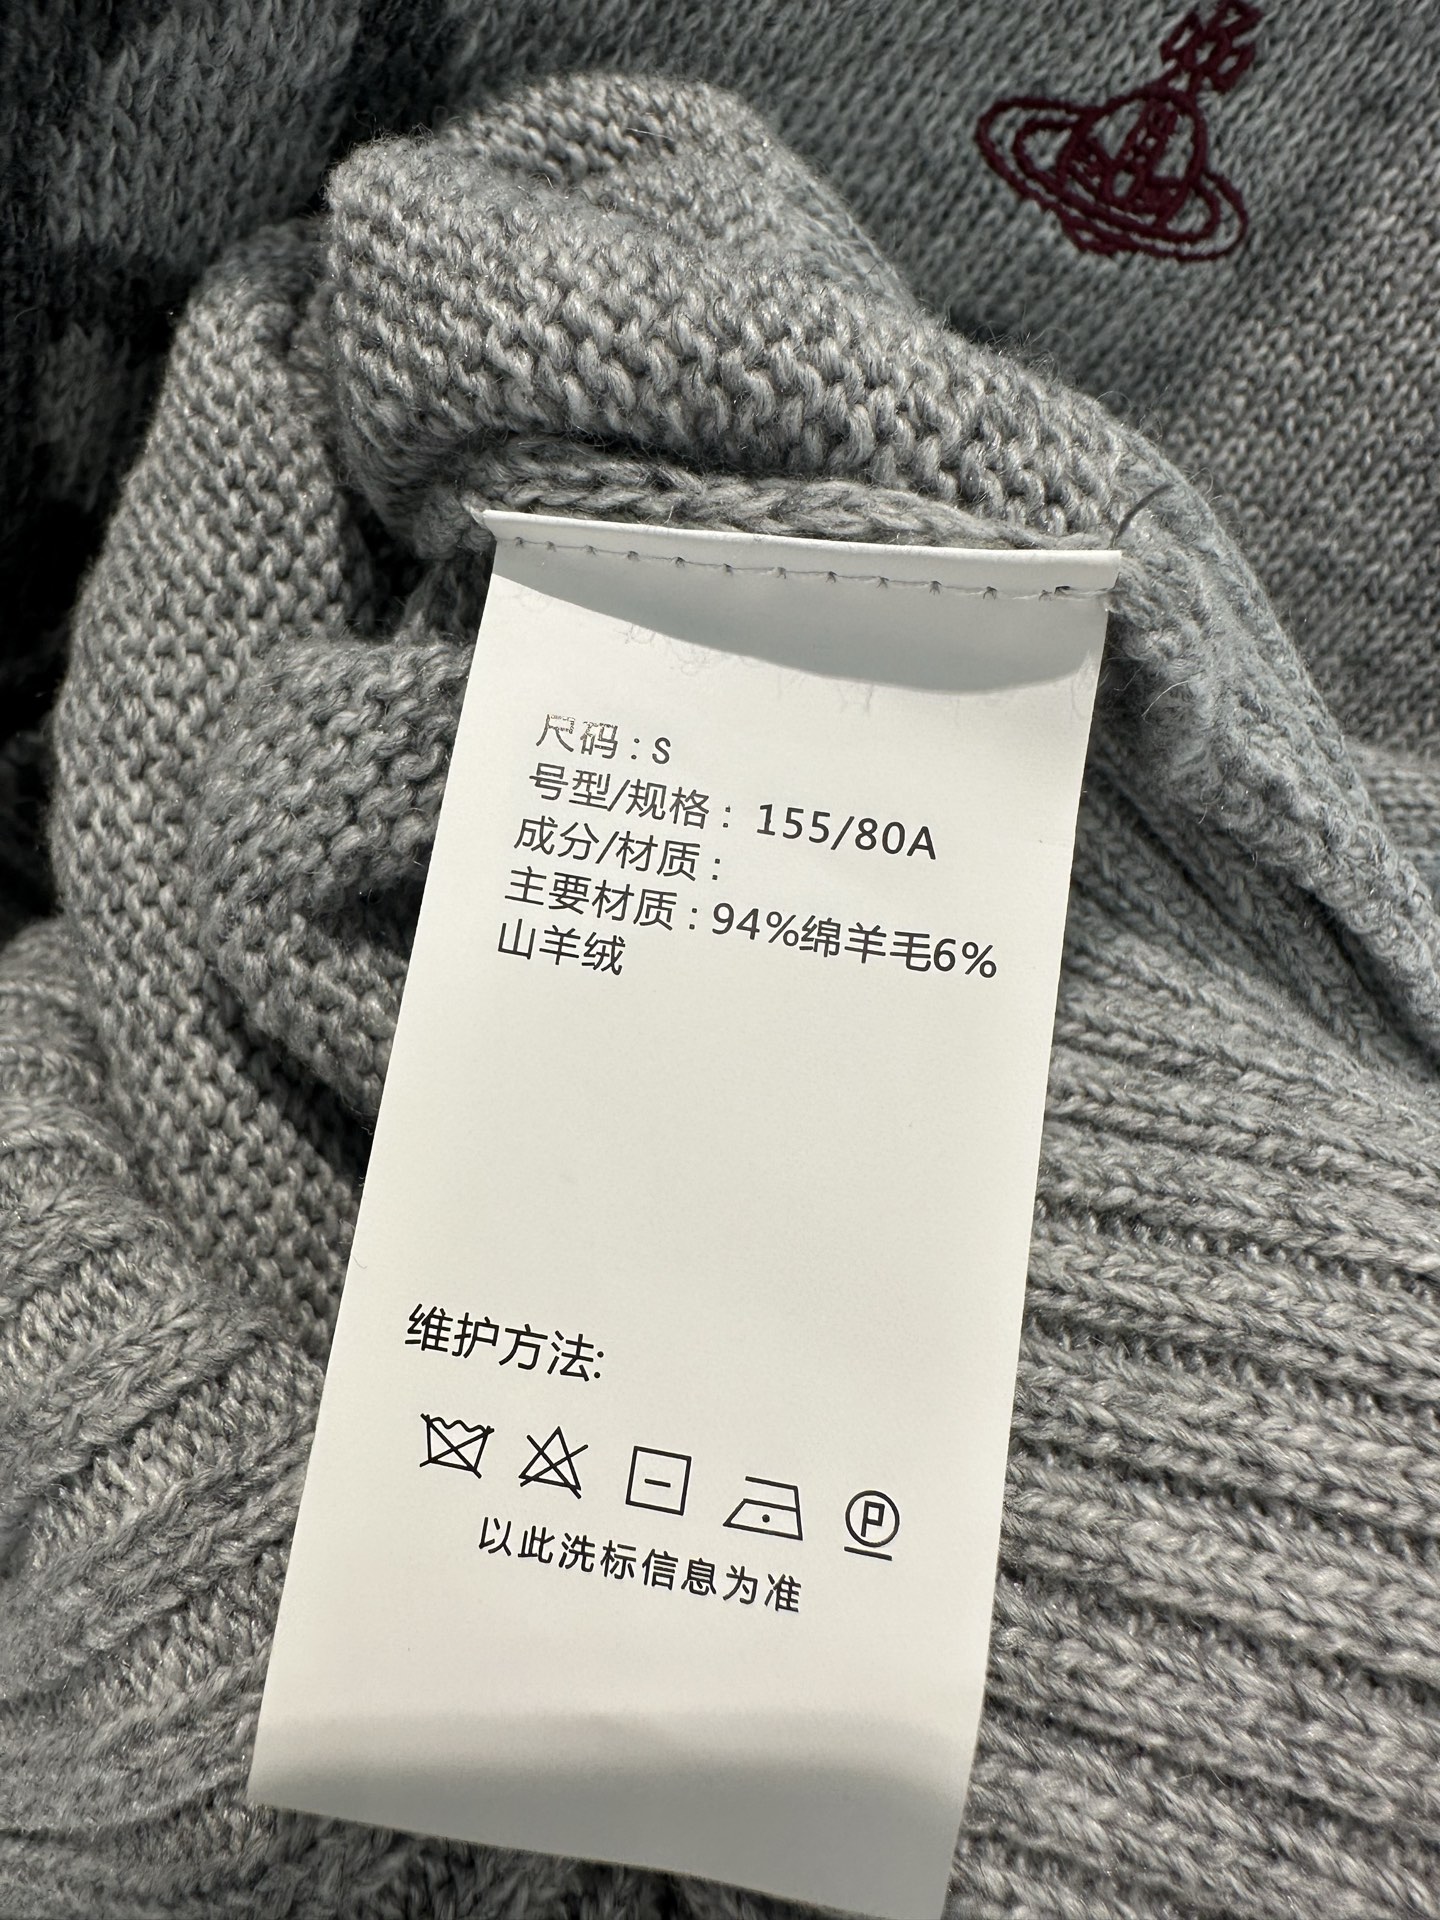 尺码：S
号型/规格：155/80A
成分/材质：
主要材质：94%绵羊毛6%
山羊绒
维护方法:
P
以此洗标信息为准